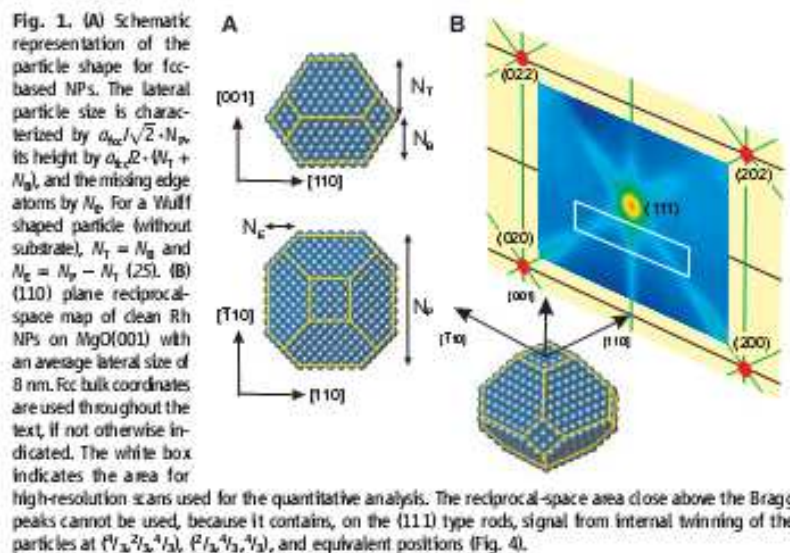 Fig. 1. (A) Schematic
representation of the
particle shape for fcc-
based NPs. The lateral
particle size is charac-
terized by a_fcc/√2·N_P,
its height by a_fcc/2·(N_T +
N_B), and the missing edge
atoms by N_E. For a Wulff
shaped particle (without
substrate), N_T = N_B and
N_E = N_P − N_T (25). (B)
(110) plane reciprocal-
space map of clean Rh
NPs on MgO(001) with
an average lateral size of
8 nm. Fcc bulk coordinates
are used throughout the
text, if not otherwise in-
dicated. The white box
indicates the area for
high-resolution scans used for the quantitative analysis. The reciprocal-space area close above the Bragg
peaks cannot be used, because it contains, on the (111) type rods, signal from internal twinning of the
particles at (4/3,2/3,4/3), (2/3,4/3,4/3), and equivalent positions (Fig. 4).
A
[001]
N_T
N_B
[110]
N_E
[1̄10]
N_P
[110]
B
(022)
(202)
(111)
(020)
(200)
[001]
[1̄10]
[110]